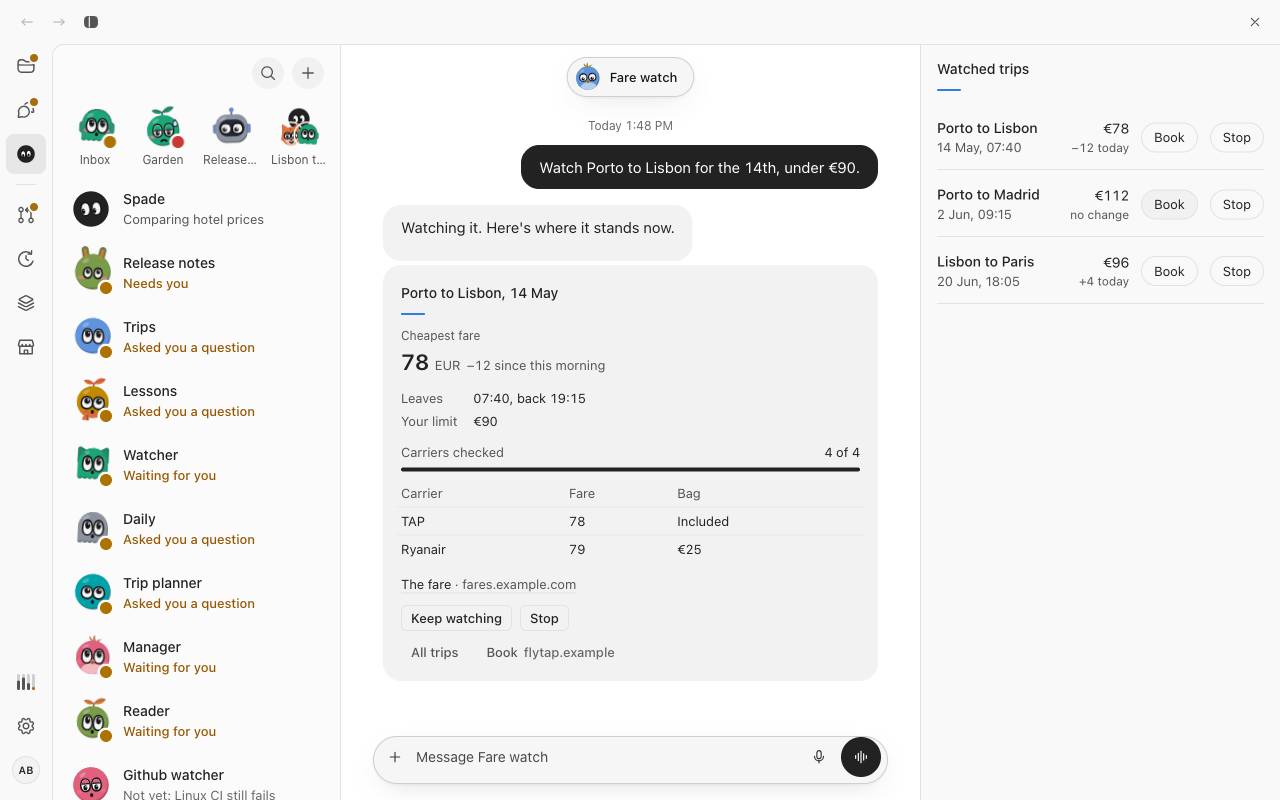 Inbox
Garden
Release...
Lisbon t...
Spade
Comparing hotel prices
Release notes
Needs you
Trips
Asked you a question
Lessons
Asked you a question
Watcher
Waiting for you
Daily
Asked you a question
Trip planner
Asked you a question
Manager
Waiting for you
Reader
Waiting for you
Github watcher
Not yet: Linux CI still fails
AB
Fare watch
Today 1:48 PM
Watch Porto to Lisbon for the 14th, under €90.
Watching it. Here's where it stands now.
Porto to Lisbon, 14 May
Cheapest fare
78 EUR −12 since this morning
Leaves 07:40, back 19:15
Your limit €90
Carriers checked 4 of 4
Carrier Fare Bag
TAP 78 Included
Ryanair 79 €25
The fare · fares.example.com
Keep watching Stop
All trips Book flytap.example
Message Fare watch
Watched trips
Porto to Lisbon €78 Book Stop
14 May, 07:40 −12 today
Porto to Madrid €112 Book Stop
2 Jun, 09:15 no change
Lisbon to Paris €96 Book Stop
20 Jun, 18:05 +4 today